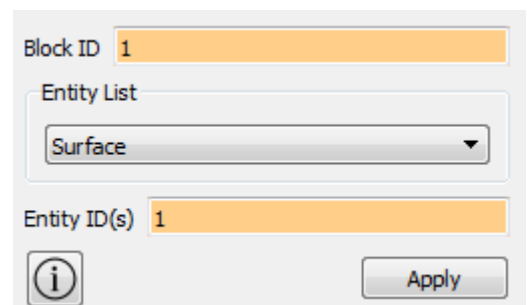 Block ID 1
Entity List
Surface
Entity ID(s) 1
i Apply